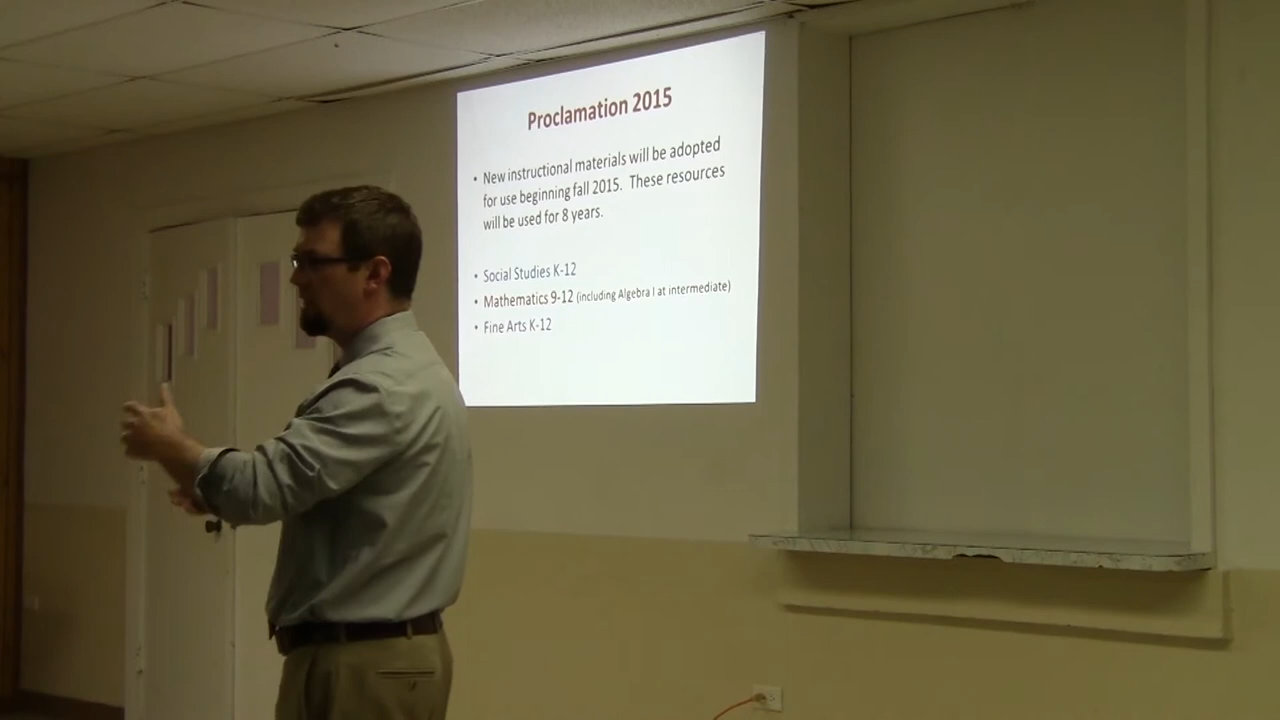 Proclamation 2015
• New instructional materials will be adopted
for use beginning fall 2015. These resources
will be used for 8 years.
• Social Studies K-12
• Mathematics 9-12 (including Algebra I at intermediate)
• Fine Arts K-12